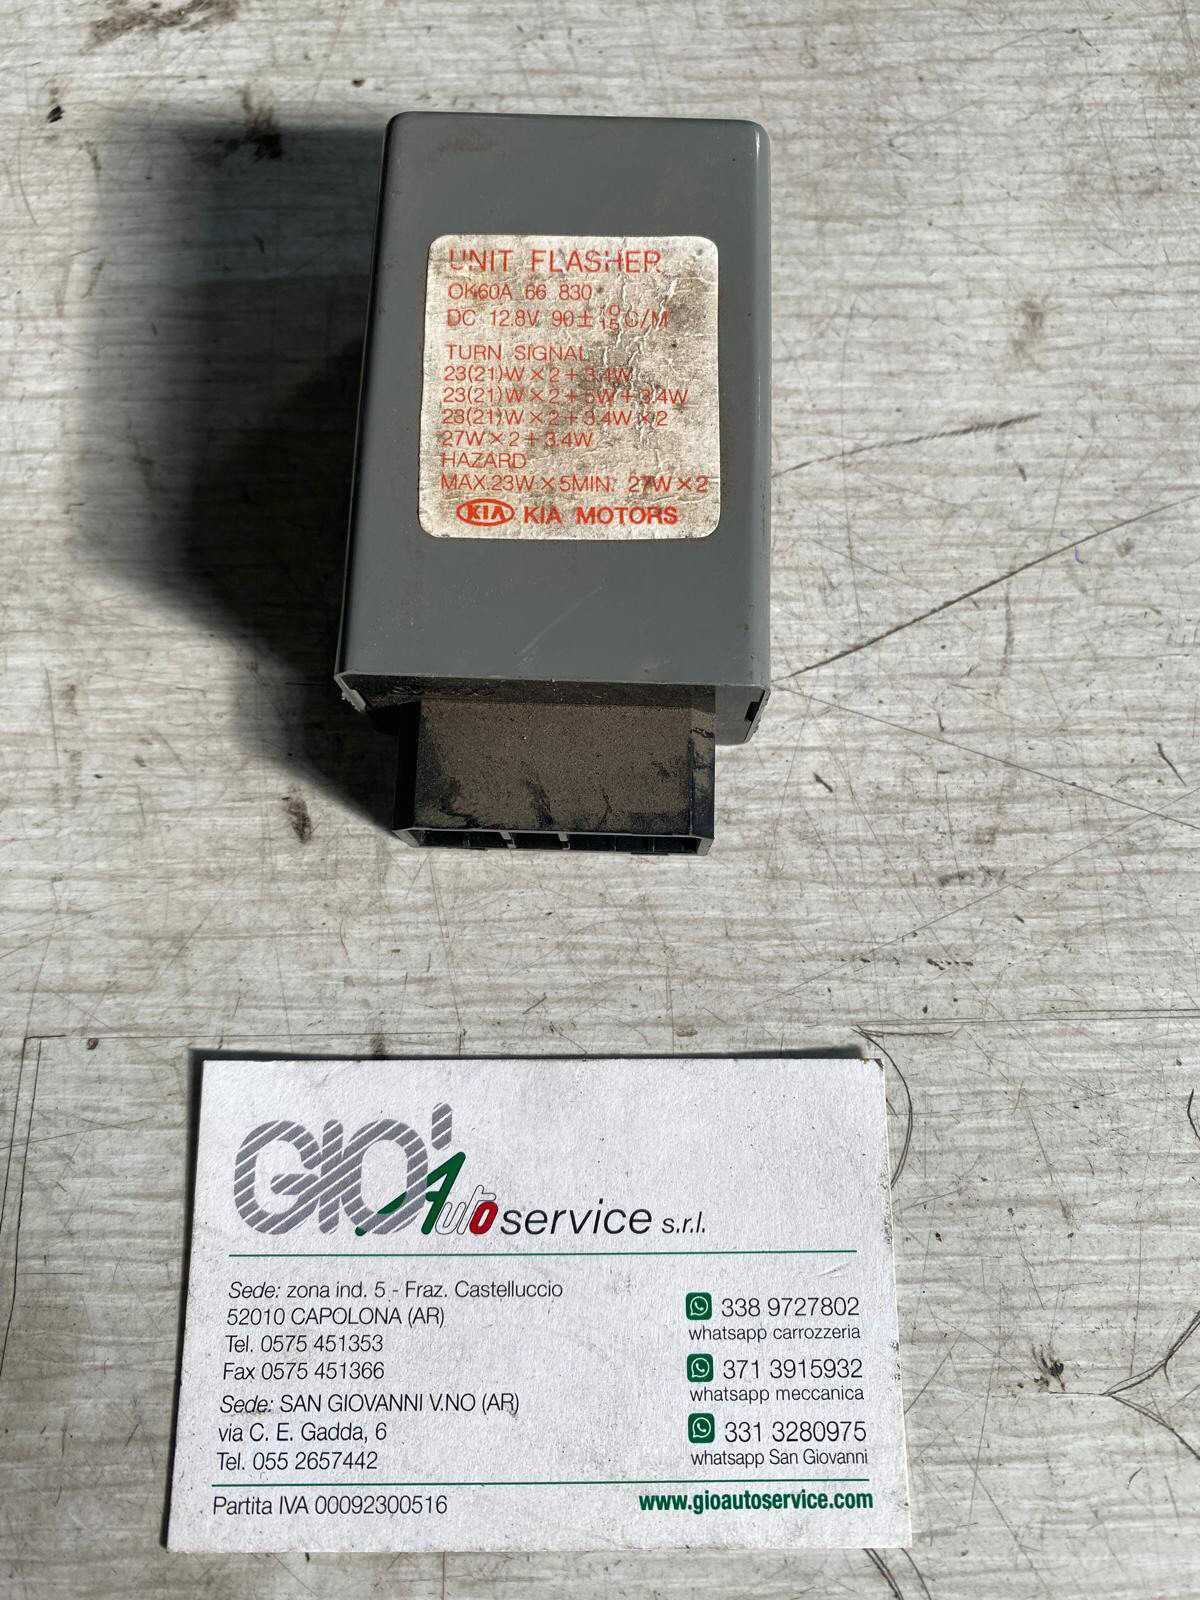 UNIT FLASHER
OK60A 66 830
DC 12.8V 90± 10 15 C/M
TURN SIGNAL
23(21)W×2+3.4W
23(21)W×2+5W+3.4W
23(21)W×2+3.4W×2
27W×2+3.4W
HAZARD
MAX.23W×5MIN. 27W×2
KIA KIA MOTORS
GIO' Auto service s.r.l.
Sede: zona ind. 5 - Fraz. Castelluccio
52010 CAPOLONA (AR)
Tel. 0575 451353
Fax 0575 451366
Sede: SAN GIOVANNI V.NO (AR)
via C. E. Gadda, 6
Tel. 055 2657442
338 9727802
whatsapp carrozzeria
371 3915932
whatsapp meccanica
331 3280975
whatsapp San Giovanni
Partita IVA 00092300516
www.gioautoservice.com